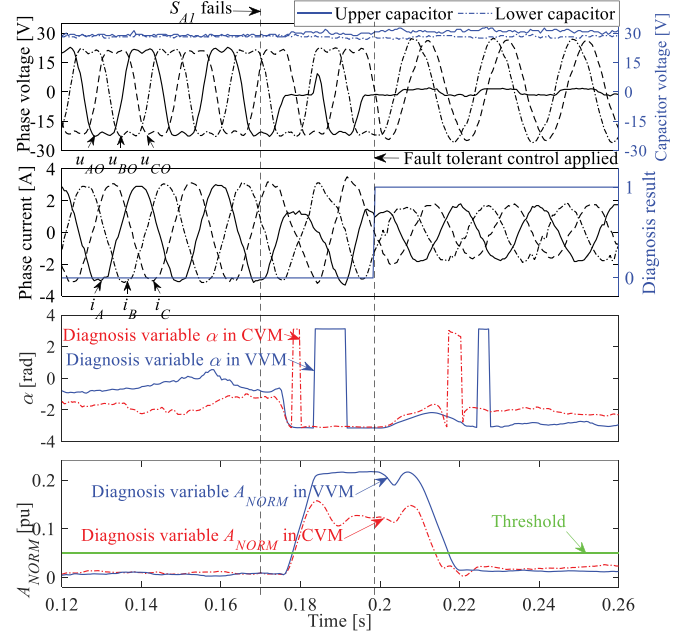 S_A1 fails
Upper capacitor
Lower capacitor
Phase voltage [V]
30
15
0
-15
-30
Capacitor voltage [V]
30
15
0
-15
-30
u_AO u_BO u_CO
Fault tolerant control applied
Phase current [A]
4
2
0
-2
-4
Diagnosis result
1
0
i_A i_B i_C
α [rad]
4
0
-2
-4
Diagnosis variable α in CVM
Diagnosis variable α in VVM
A_NORM [pu]
0.2
0.1
0
Diagnosis variable A_NORM in VVM
Diagnosis variable A_NORM in CVM
Threshold
0.12 0.14 0.16 0.18 0.2 0.22 0.24 0.26
Time [s]